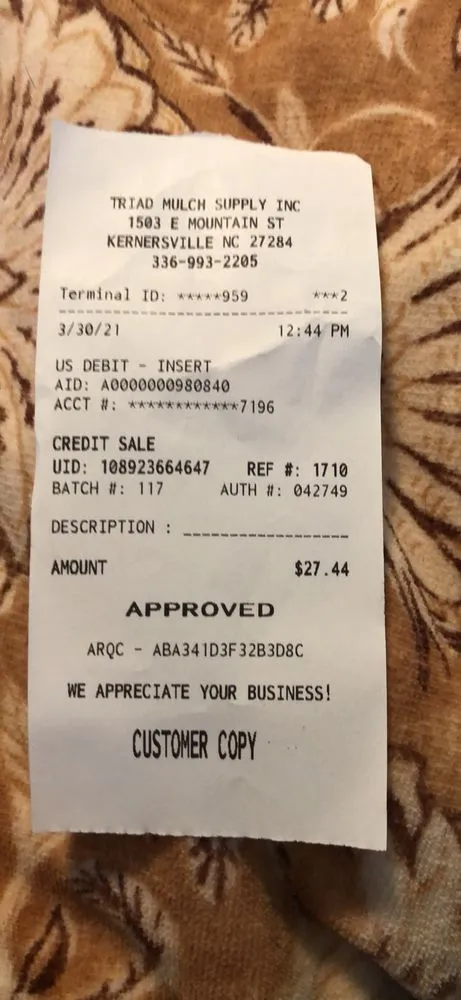 TRIAD MULCH SUPPLY INC
1503 E MOUNTAIN ST
KERNERSVILLE NC 27284
336-993-2205
Terminal ID: *****959 ***2
3/30/21 12:44 PM
US DEBIT - INSERT
AID: A0000000980840
ACCT #: ************7196
CREDIT SALE
UID: 108923664647 REF #: 1710
BATCH #: 117 AUTH #: 042749
DESCRIPTION : __________________
AMOUNT $27.44
APPROVED
ARQC - ABA341D3F32B3D8C
WE APPRECIATE YOUR BUSINESS!
CUSTOMER COPY